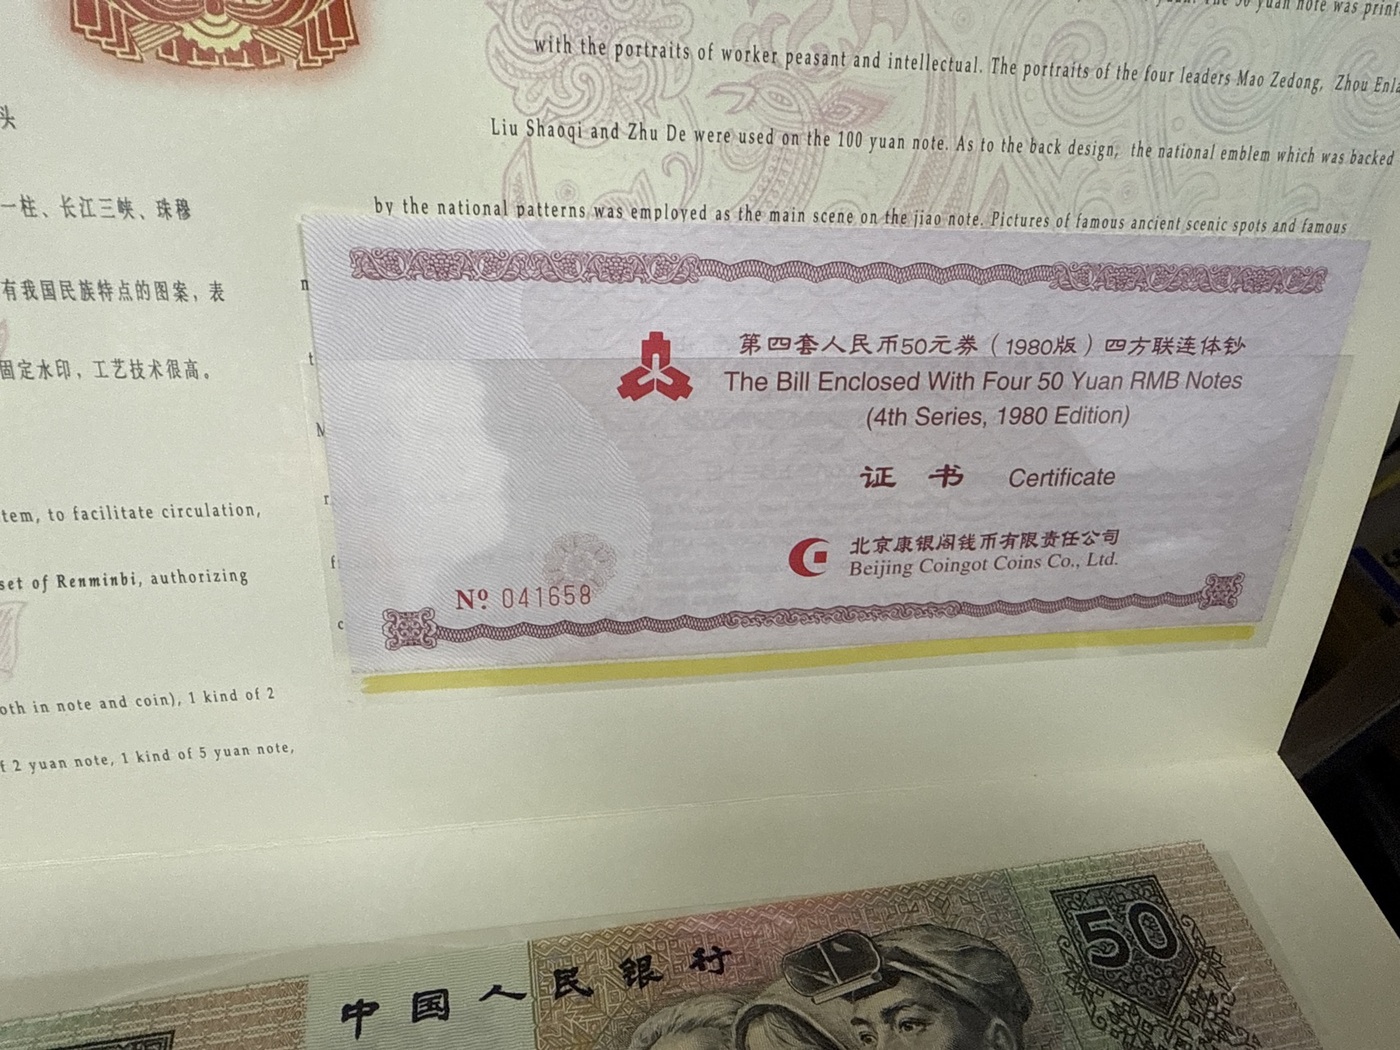 头
一柱、长江三峡、珠穆
有我国民族特点的图案，表
固定水印，工艺技术很高。
tem, to facilitate circulation,
set of Renminbi, authorizing
oth in note and coin), 1 kind of 2
f 2 yuan note, 1 kind of 5 yuan note,
50 yuan note was print
with the portraits of worker peasant and intellectual. The portraits of the four leaders Mao Zedong, Zhou Enla
Liu Shaoqi and Zhu De were used on the 100 yuan note. As to the back design, the national emblem which was backed
by the national patterns was employed as the main scene on the jiao note. Pictures of famous ancient scenic spots and famous
第四套人民币50元券（1980版）四方联连体钞
The Bill Enclosed With Four 50 Yuan RMB Notes
(4th Series, 1980 Edition)
证书 Certificate
北京康银阁钱币有限责任公司
Beijing Coingot Coins Co., Ltd.
Nº 041658
中国人民银行
50